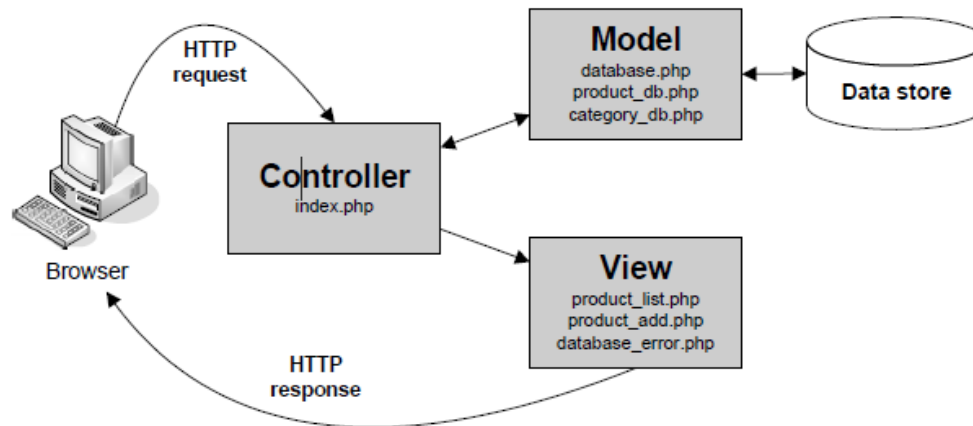 HTTP
request
Browser
Controller
index.php
Model
database.php
product_db.php
category_db.php
Data store
View
product_list.php
product_add.php
database_error.php
HTTP
response